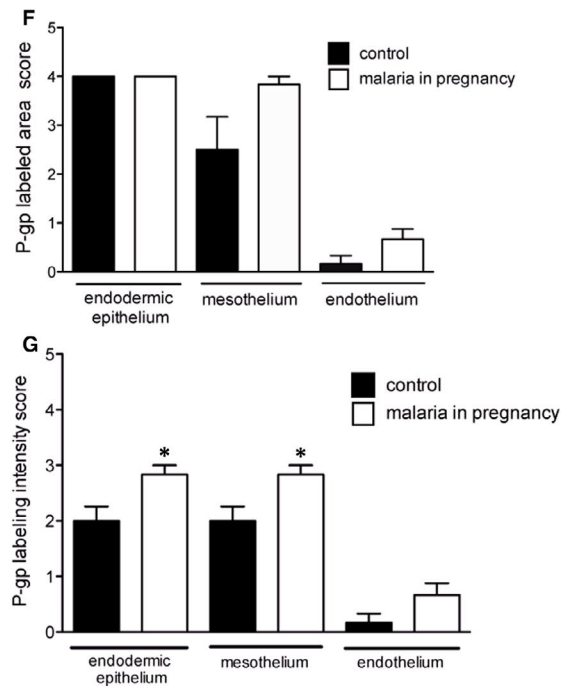 F
P-gp labeled area score
5
4
3
2
1
0
control
malaria in pregnancy
endodermic
epithelium
mesothelium
endothelium
G
P-gp labeling intensity score
5
4
3
2
1
0
control
malaria in pregnancy
*
*
endodermic
epithelium
mesothelium
endothelium